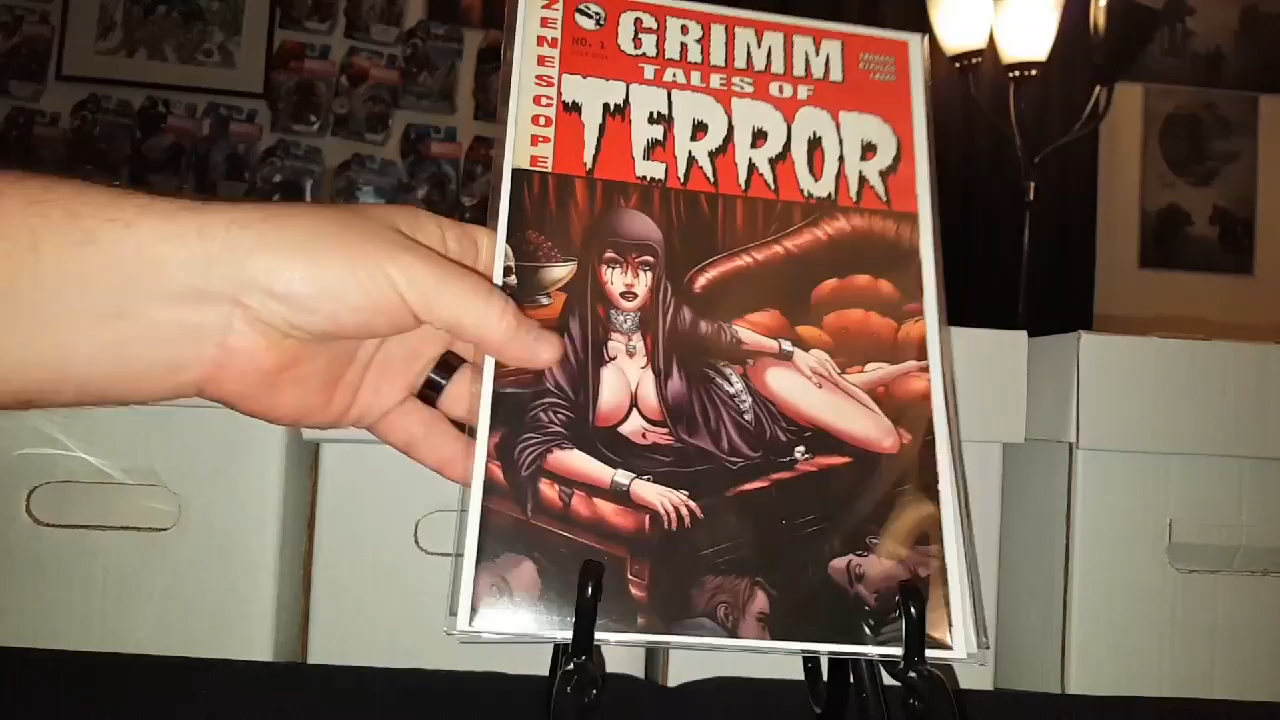 ZENESCOPE
NO. 1
GRIMM
TALES OF
TERROR